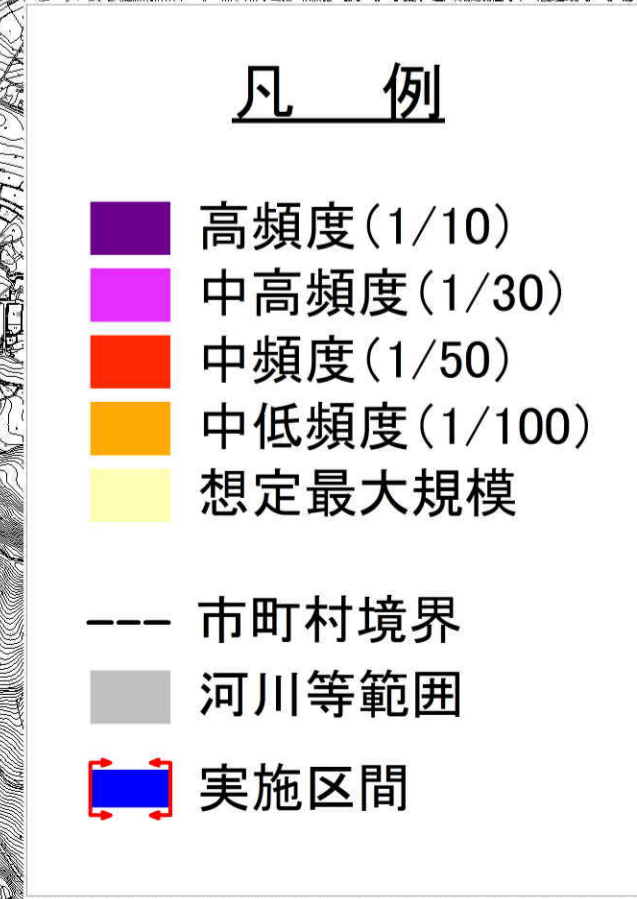 凡 例
高頻度(1/10)
中高頻度(1/30)
中頻度(1/50)
中低頻度(1/100)
想定最大規模
市町村境界
河川等範囲
実施区間